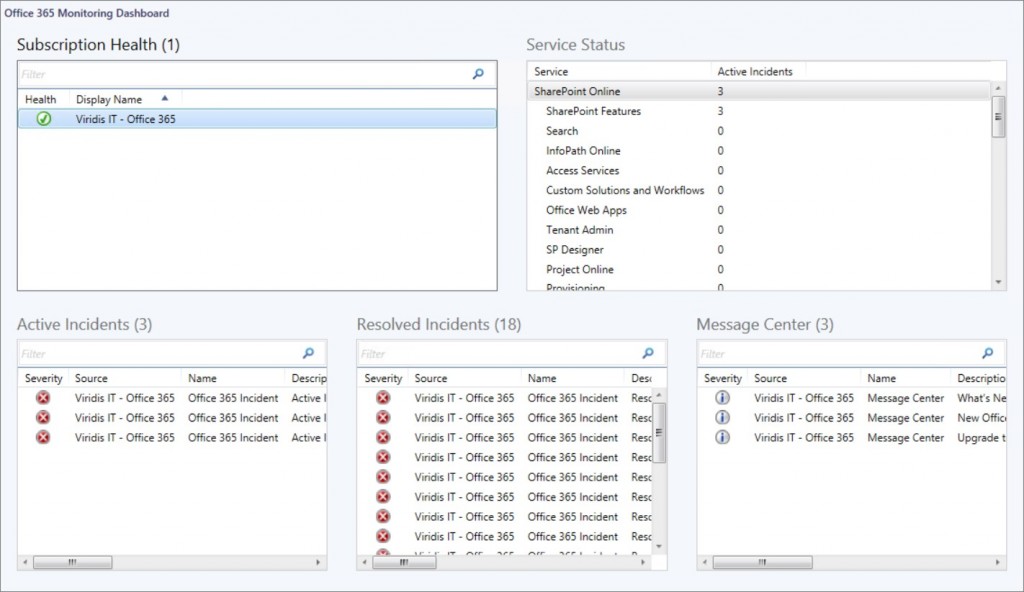 Office 365 Monitoring Dashboard
Subscription Health (1)
Filter
Health Display Name
Viridis IT - Office 365
Service Status
Service Active Incidents
SharePoint Online 3
SharePoint Features 3
Search 0
InfoPath Online 0
Access Services 0
Custom Solutions and Workflows 0
Office Web Apps 0
Tenant Admin 0
SP Designer 0
Project Online 0
Provisioning 0
Active Incidents (3)
Filter
Severity Source Name Descrip
Viridis IT - Office 365 Office 365 Incident Active I
Viridis IT - Office 365 Office 365 Incident Active I
Viridis IT - Office 365 Office 365 Incident Active I
Resolved Incidents (18)
Filter
Severity Source Name Desc
Viridis IT - Office 365 Office 365 Incident Reso
Viridis IT - Office 365 Office 365 Incident Reso
Viridis IT - Office 365 Office 365 Incident Reso
Viridis IT - Office 365 Office 365 Incident Reso
Viridis IT - Office 365 Office 365 Incident Reso
Viridis IT - Office 365 Office 365 Incident Reso
Viridis IT - Office 365 Office 365 Incident Reso
Viridis IT - Office 365 Office 365 Incident Reso
Message Center (3)
Filter
Severity Source Name Descriptio
Viridis IT - Office 365 Message Center What's Ne
Viridis IT - Office 365 Message Center New Offic
Viridis IT - Office 365 Message Center Upgrade t